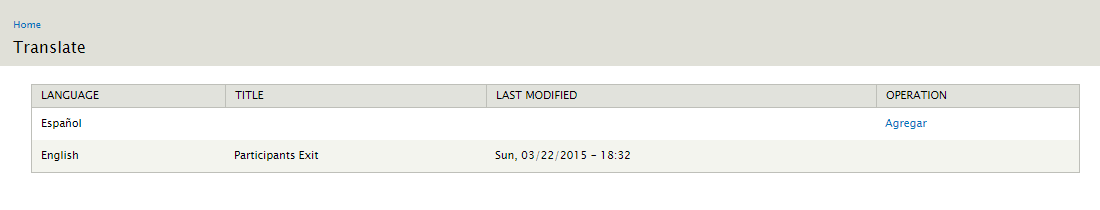 Home
Translate
LANGUAGE TITLE LAST MODIFIED OPERATION
Español Agregar
English Participants Exit Sun, 03/22/2015 - 18:32